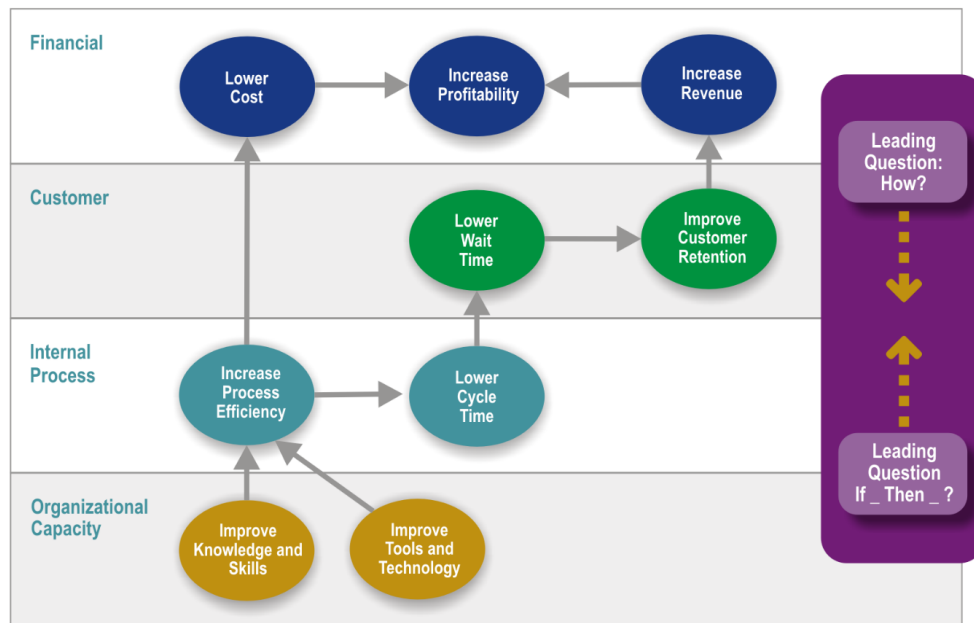 Financial
Lower
Cost
Increase
Profitability
Increase
Revenue
Customer
Lower
Wait
Time
Improve
Customer
Retention
Internal
Process
Increase
Process
Efficiency
Lower
Cycle
Time
Organizational
Capacity
Improve
Knowledge and
Skills
Improve
Tools and
Technology
Leading
Question:
How?
Leading
Question
If _ Then _ ?